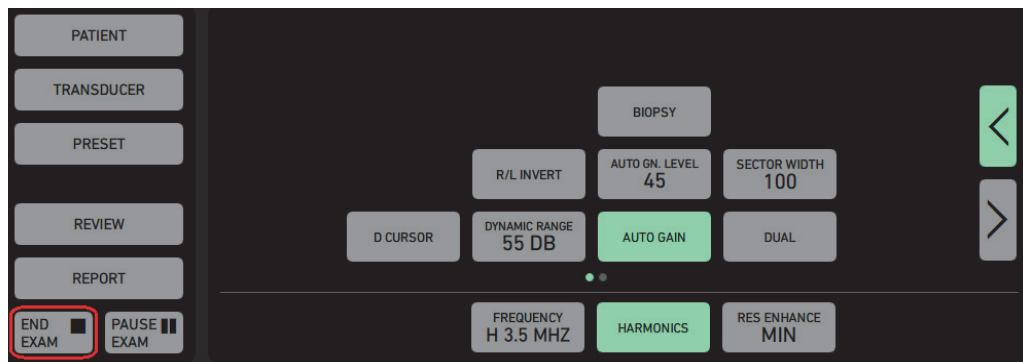 PATIENT
TRANSDUCER
PRESET
REVIEW
REPORT
END
EXAM
PAUSE
EXAM
BIOPSY
R/L INVERT
AUTO GN. LEVEL
45
SECTOR WIDTH
100
D CURSOR
DYNAMIC RANGE
55 DB
AUTO GAIN
DUAL
FREQUENCY
H 3.5 MHZ
HARMONICS
RES ENHANCE
MIN